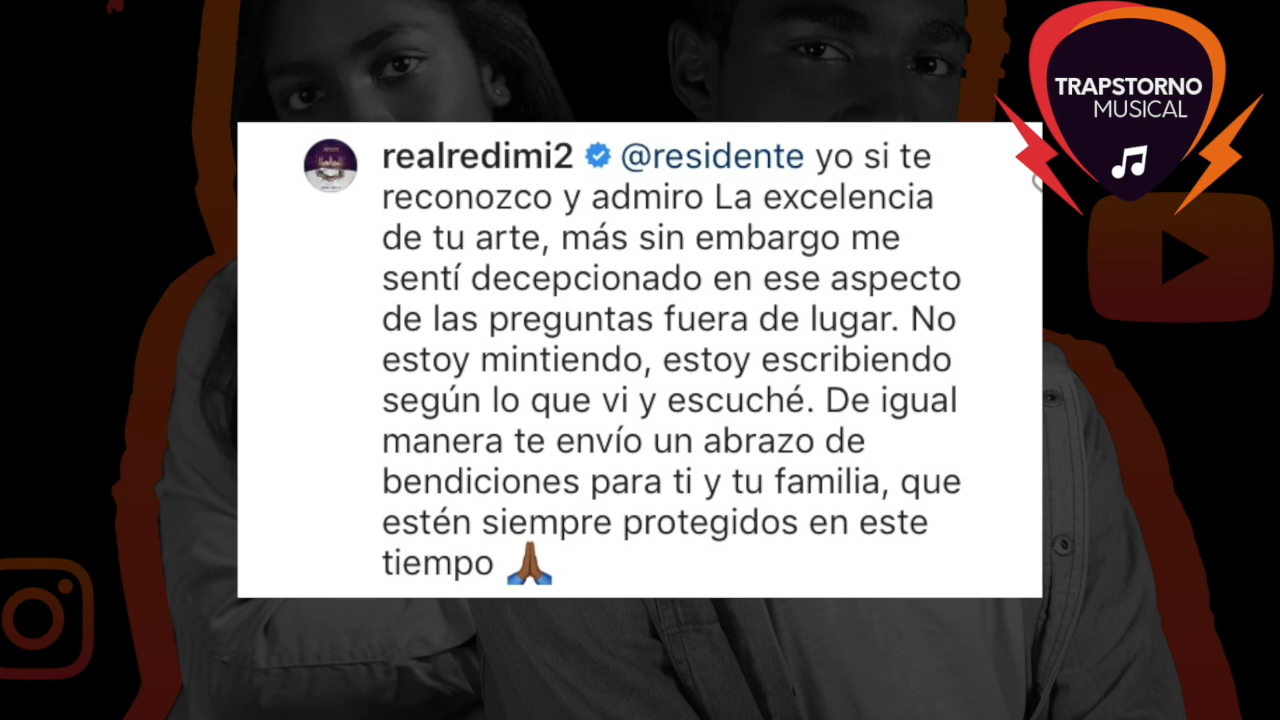 TRAPSTORNO
MUSICAL
realredimi2 @residente yo si te
reconozco y admiro La excelencia
de tu arte, más sin embargo me
sentí decepcionado en ese aspecto
de las preguntas fuera de lugar. No
estoy mintiendo, estoy escribiendo
según lo que vi y escuché. De igual
manera te envío un abrazo de
bendiciones para ti y tu familia, que
estén siempre protegidos en este
tiempo 🙏🏾